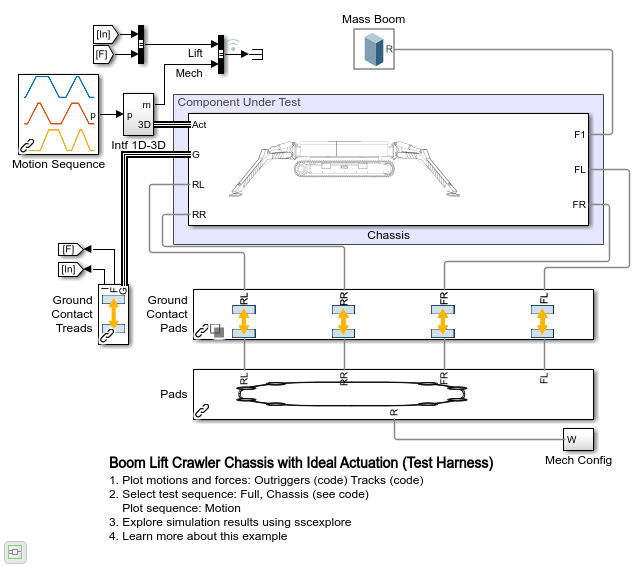 Mass Boom
R
[In]
[F]
Lift
Mech
p
p
m
3D
Motion Sequence
Intf 1D-3D
Component Under Test
Act
G
RL
RR
F1
FL
FR
Chassis
[F]
[In]
I
F
G
Ground
Contact
Treads
Ground
Contact
Pads
RL
RR
FR
FL
Pads
RL
RR
FR
FL
R
W
Mech Config
Boom Lift Crawler Chassis with Ideal Actuation (Test Harness)
1. Plot motions and forces: Outriggers (code) Tracks (code)
2. Select test sequence: Full, Chassis (see code)
Plot sequence: Motion
3. Explore simulation results using sscexplore
4. Learn more about this example